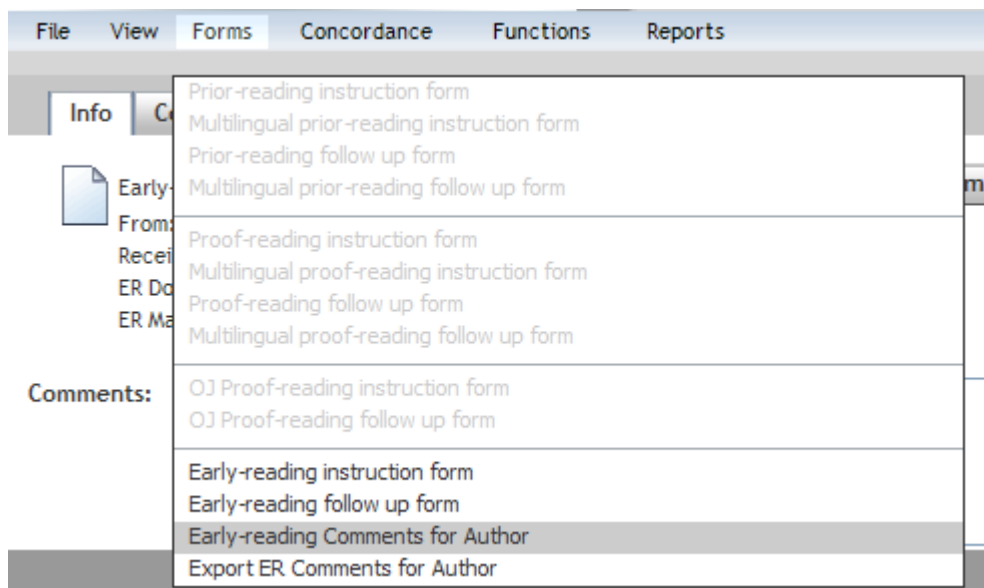 File View Forms Concordance Functions Reports
Info
Prior-reading instruction form
Multilingual prior-reading instruction form
Prior-reading follow up form
Multilingual prior-reading follow up form
Early-
From:
ER
ER
Proof-reading instruction form
Multilingual proof-reading instruction form
Proof-reading follow up form
Multilingual proof-reading follow up form
Comments:
OJ Proof-reading instruction form
OJ Proof-reading follow up form
Early-reading instruction form
Early-reading follow up form
Early-reading Comments for Author
Export ER Comments for Author